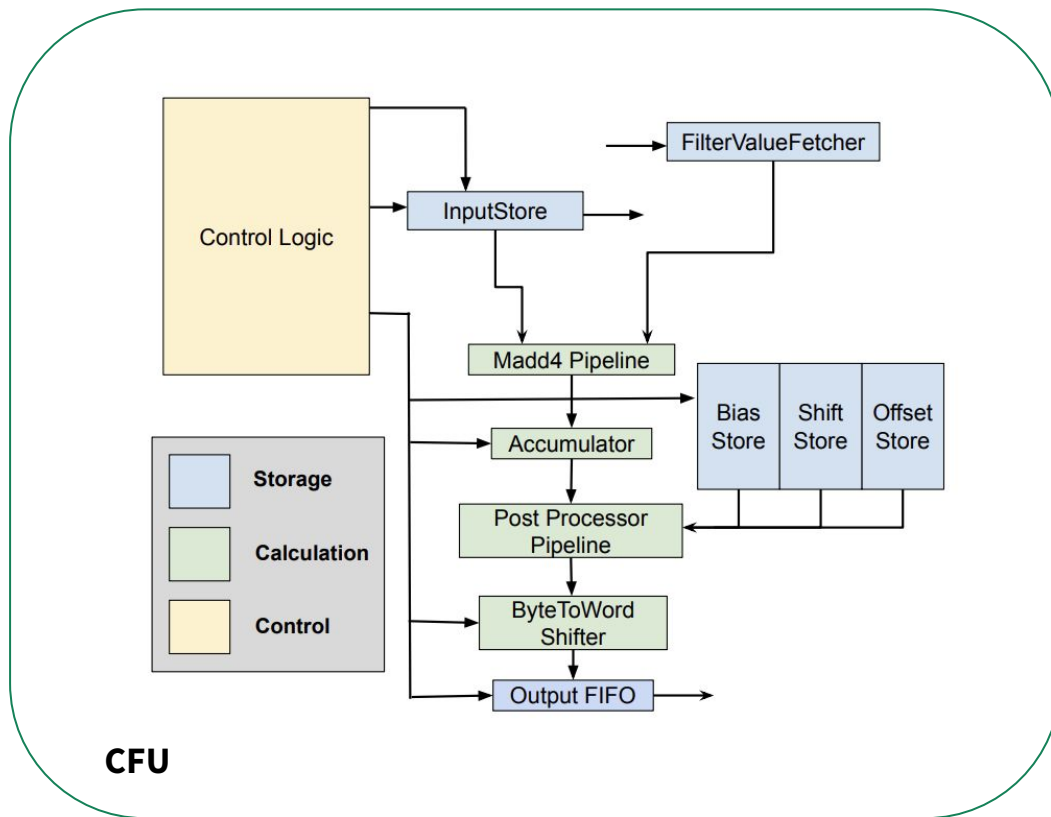 Control Logic
FilterValueFetcher
InputStore
Madd4 Pipeline
Bias
Store
Shift
Store
Offset
Store
Accumulator
Post Processor
Pipeline
ByteToWord
Shifter
Output FIFO
Storage
Calculation
Control
CFU